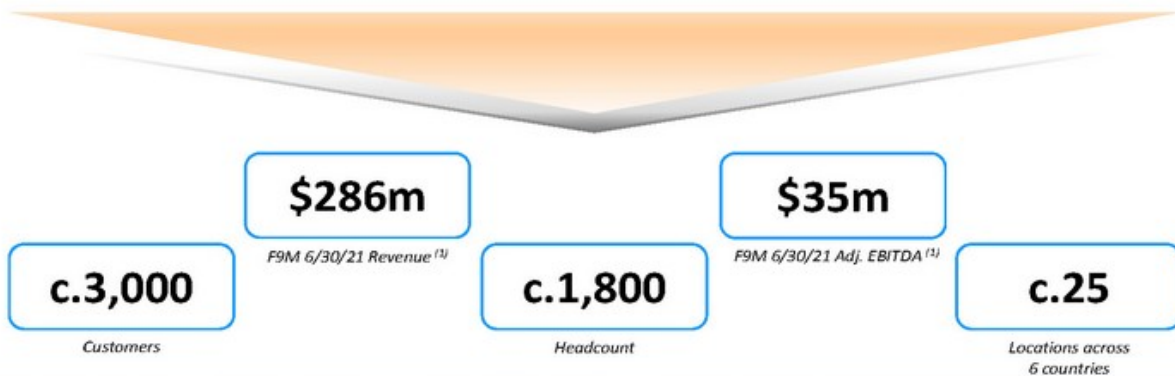 $286m
$35m
F9M 6/30/21 Revenue (1)
F9M 6/30/21 Adj. EBITDA (1)
c.3,000
c.1,800
c.25
Customers
Headcount
Locations across
6 countries